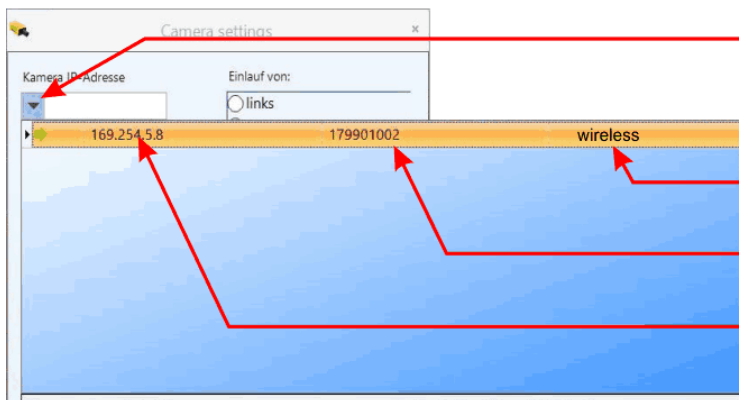 Camera settings
Kamera IP-Adresse
Einlauf von:
links
169.254.5.8 179901002 wireless